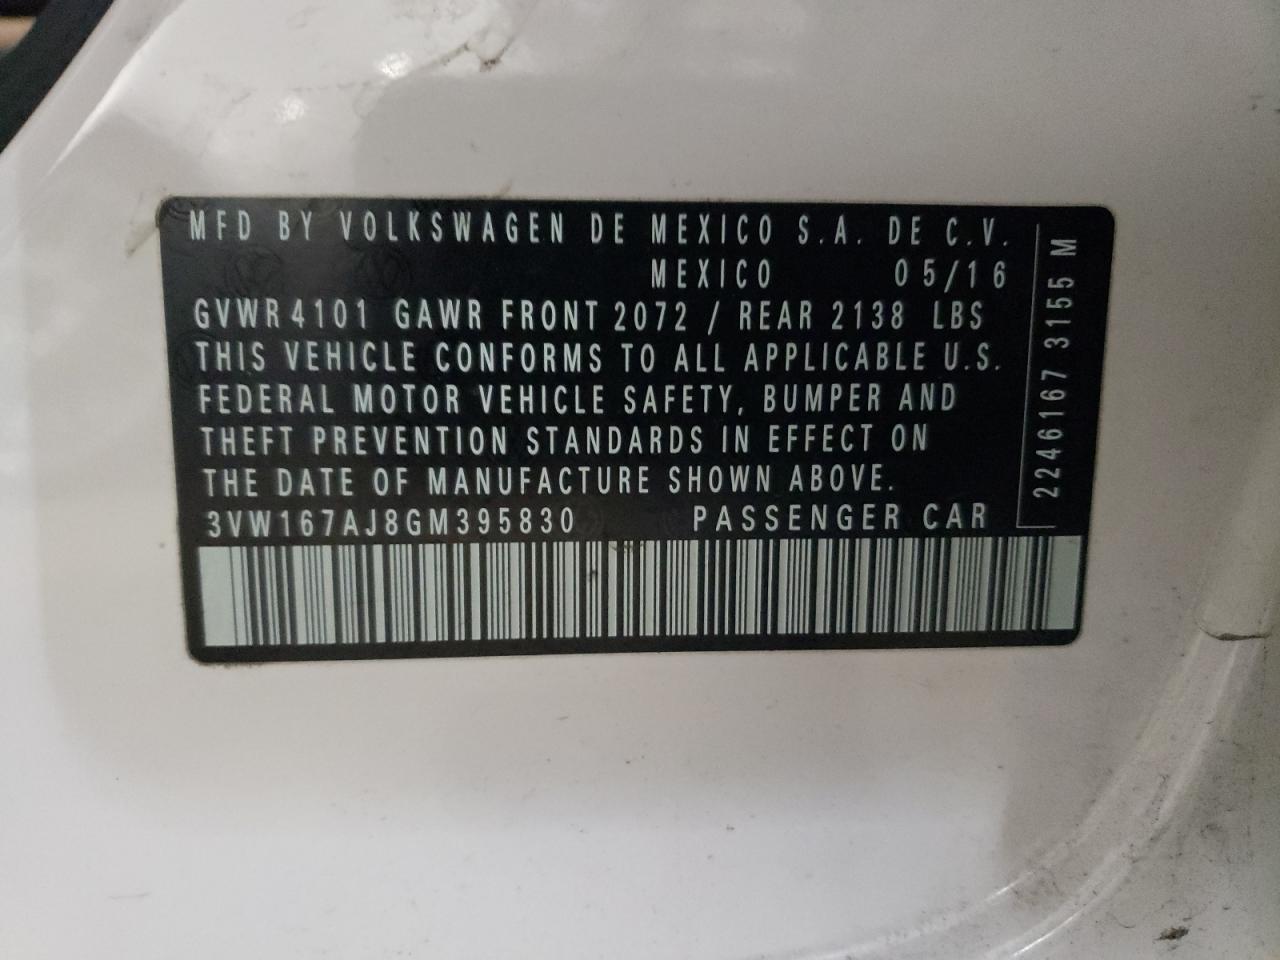 MFD BY VOLKSWAGEN DE MEXICO S.A. DE C.V.
MEXICO 05/16
GVWR 4101 GAWR FRONT 2072 / REAR 2138 LBS
THIS VEHICLE CONFORMS TO ALL APPLICABLE U.S.
FEDERAL MOTOR VEHICLE SAFETY, BUMPER AND
THEFT PREVENTION STANDARDS IN EFFECT ON
THE DATE OF MANUFACTURE SHOWN ABOVE.
3VW167AJ8GM395830 PASSENGER CAR
2246167 3155 M